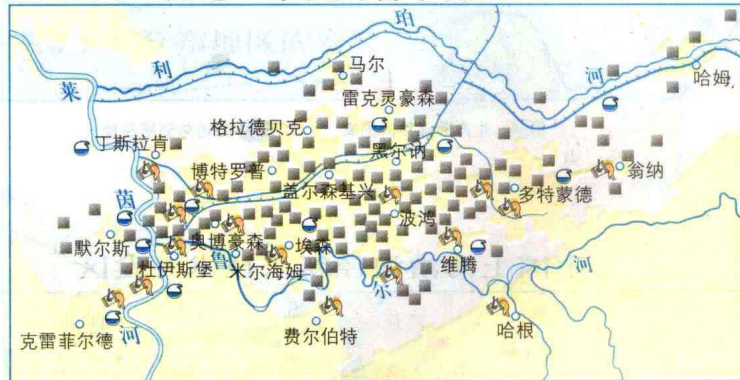 珀
马尔
利
河
哈姆
莱
雷克灵豪森
格拉德贝克
丁斯拉肯
黑尔讷
博特罗普
翁纳
盖尔森基兴
多特蒙德
茵
波鸿
默尔斯
奥博豪森
埃森
维腾
河
杜伊斯堡
鲁
米尔海姆
尔
河
费尔伯特
哈根
克雷菲尔德